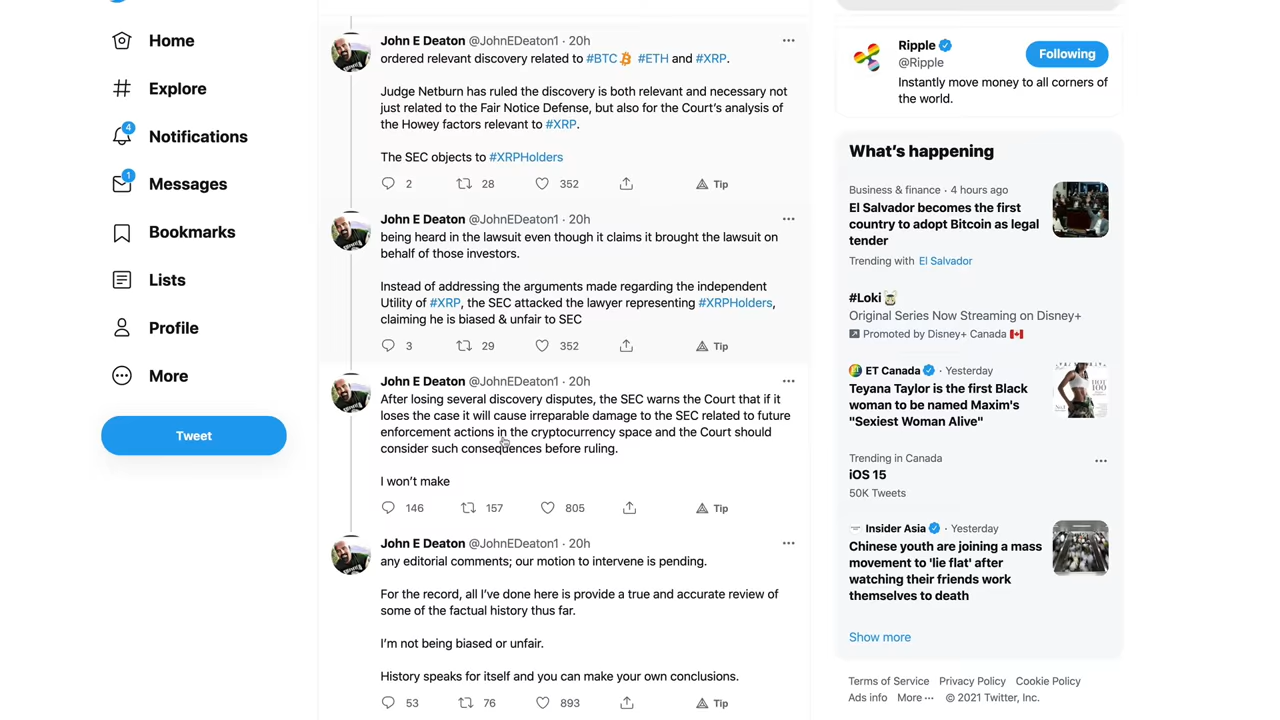 Home
Explore
4
Notifications
1
Messages
Bookmarks
Lists
Profile
More
Tweet
John E Deaton @JohnEDeaton1 · 20h
ordered relevant discovery related to #BTC #ETH and #XRP.
Judge Netburn has ruled the discovery is both relevant and necessary not
just related to the Fair Notice Defense, but also for the Court's analysis of
the Howey factors relevant to #XRP.
The SEC objects to #XRPHolders
2 28 352 Tip
John E Deaton @JohnEDeaton1 · 20h
being heard in the lawsuit even though it claims it brought the lawsuit on
behalf of those investors.
Instead of addressing the arguments made regarding the independent
Utility of #XRP, the SEC attacked the lawyer representing #XRPHolders,
claiming he is biased & unfair to SEC
3 29 352 Tip
John E Deaton @JohnEDeaton1 · 20h
After losing several discovery disputes, the SEC warns the Court that if it
loses the case it will cause irreparable damage to the SEC related to future
enforcement actions in the cryptocurrency space and the Court should
consider such consequences before ruling.
I won't make
146 157 805 Tip
John E Deaton @JohnEDeaton1 · 20h
any editorial comments; our motion to intervene is pending.
For the record, all I've done here is provide a true and accurate review of
some of the factual history thus far.
I'm not being biased or unfair.
History speaks for itself and you can make your own conclusions.
53 76 893 Tip
Ripple
@Ripple
Following
Instantly move money to all corners of
the world.
What's happening
Business & finance · 4 hours ago
El Salvador becomes the first
country to adopt Bitcoin as legal
tender
Trending with El Salvador
#Loki
Original Series Now Streaming on Disney+
Promoted by Disney+ Canada
ET Canada · Yesterday
Teyana Taylor is the first Black
woman to be named Maxim's
"Sexiest Woman Alive"
Trending in Canada
iOS 15
50K Tweets
Insider Asia · Yesterday
Chinese youth are joining a mass
movement to 'lie flat' after
watching their friends work
themselves to death
Show more
Terms of Service Privacy Policy Cookie Policy
Ads info More ··· © 2021 Twitter, Inc.